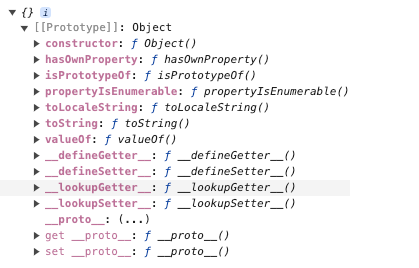 {} i
[[Prototype]]: Object
constructor: ƒ Object()
hasOwnProperty: ƒ hasOwnProperty()
isPrototypeOf: ƒ isPrototypeOf()
propertyIsEnumerable: ƒ propertyIsEnumerable()
toLocaleString: ƒ toLocaleString()
toString: ƒ toString()
valueOf: ƒ valueOf()
__defineGetter__: ƒ __defineGetter__()
__defineSetter__: ƒ __defineSetter__()
__lookupGetter__: ƒ __lookupGetter__()
__lookupSetter__: ƒ __lookupSetter__()
__proto__: (...)
get __proto__: ƒ __proto__()
set __proto__: ƒ __proto__()